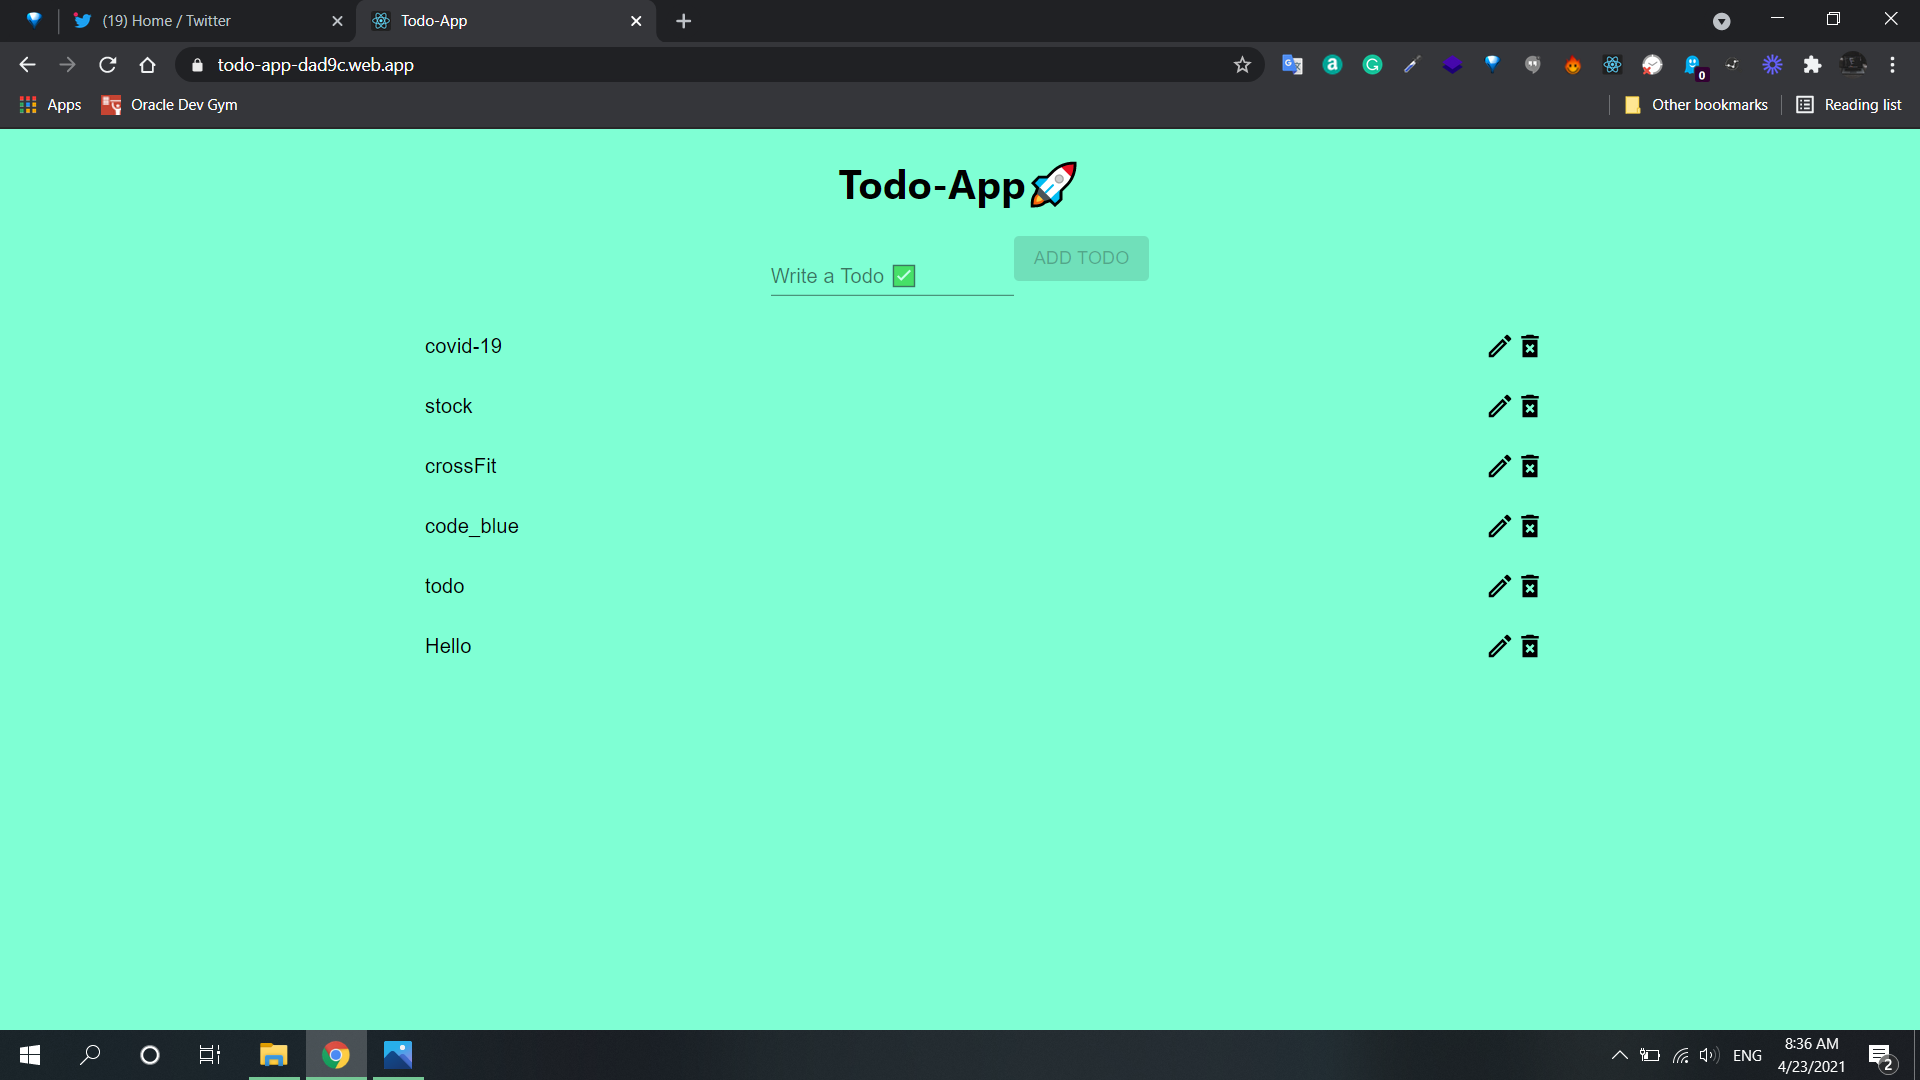 (19) Home / Twitter
Todo-App
todo-app-dad9c.web.app
0
Apps
Oracle Dev Gym
Other bookmarks
Reading list
Todo-App🚀
Write a Todo ✅
ADD TODO
covid-19
stock
crossFit
code_blue
todo
Hello
ENG
8:36 AM
4/23/2021
2